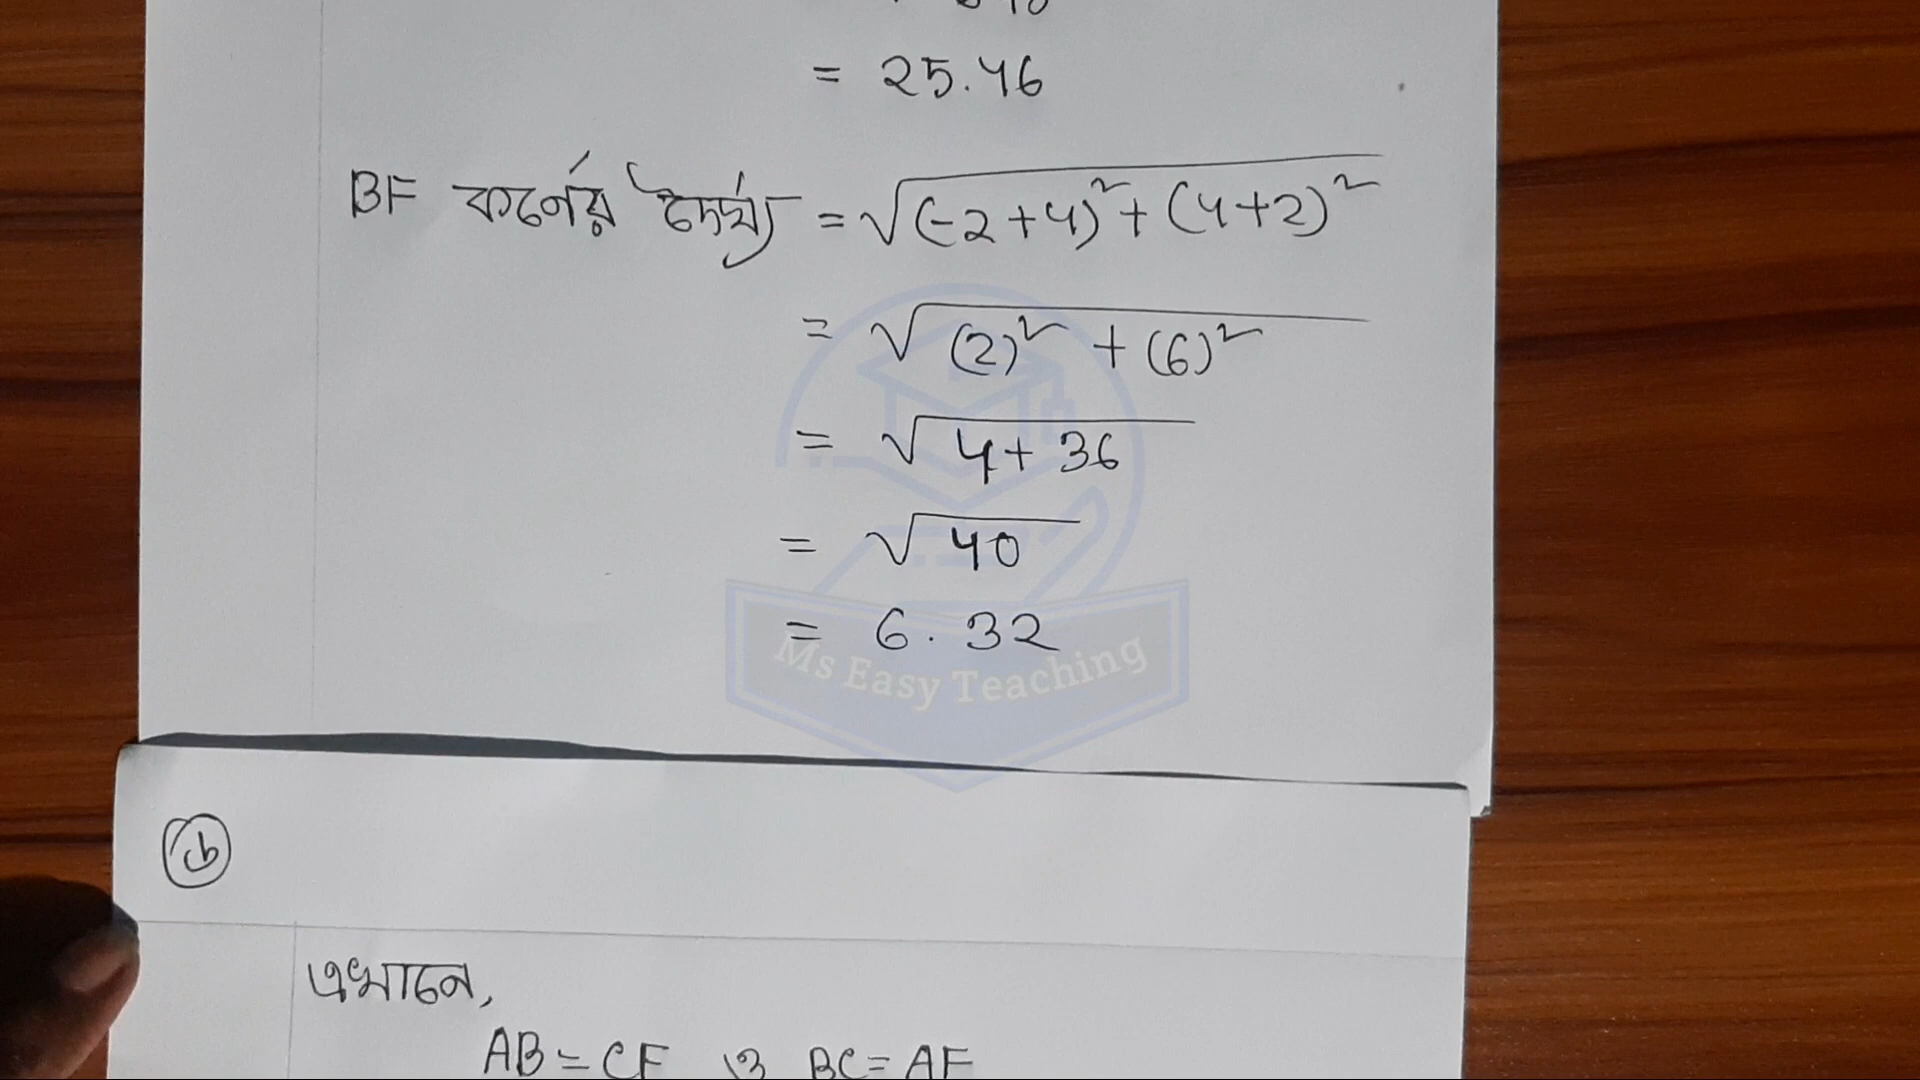 = 25.46
BF কর্নের দৈর্ঘ্য = √(-2+4)² + (4+2)²
= √(2)² + (6)²
= √4+36
= √40
= 6.32
Ms Easy Teaching
b
এখানে,
AB = CF ও BC = AF